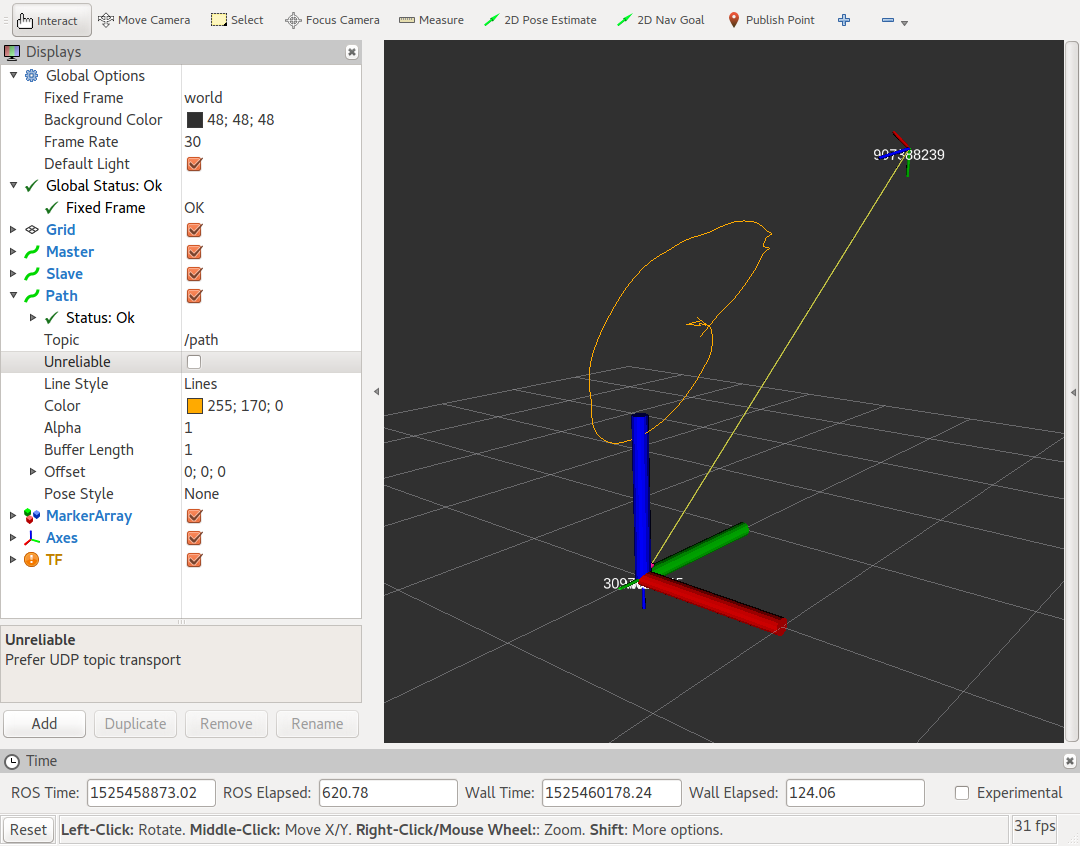 Interact Move Camera Select Focus Camera Measure 2D Pose Estimate 2D Nav Goal Publish Point
Displays
Global Options
Fixed Frame world
Background Color 48; 48; 48
Frame Rate 30
Default Light
Global Status: Ok
Fixed Frame OK
Grid
Master
Slave
Path
Status: Ok
Topic /path
Unreliable
Line Style Lines
Color 255; 170; 0
Alpha 1
Buffer Length 1
Offset 0; 0; 0
Pose Style None
MarkerArray
Axes
TF
Unreliable
Prefer UDP topic transport
Add Duplicate Remove Rename
Time
ROS Time: 1525458873.02 ROS Elapsed: 620.78 Wall Time: 1525460178.24 Wall Elapsed: 124.06 Experimental
Reset Left-Click: Rotate. Middle-Click: Move X/Y. Right-Click/Mouse Wheel:: Zoom. Shift: More options. 31 fps